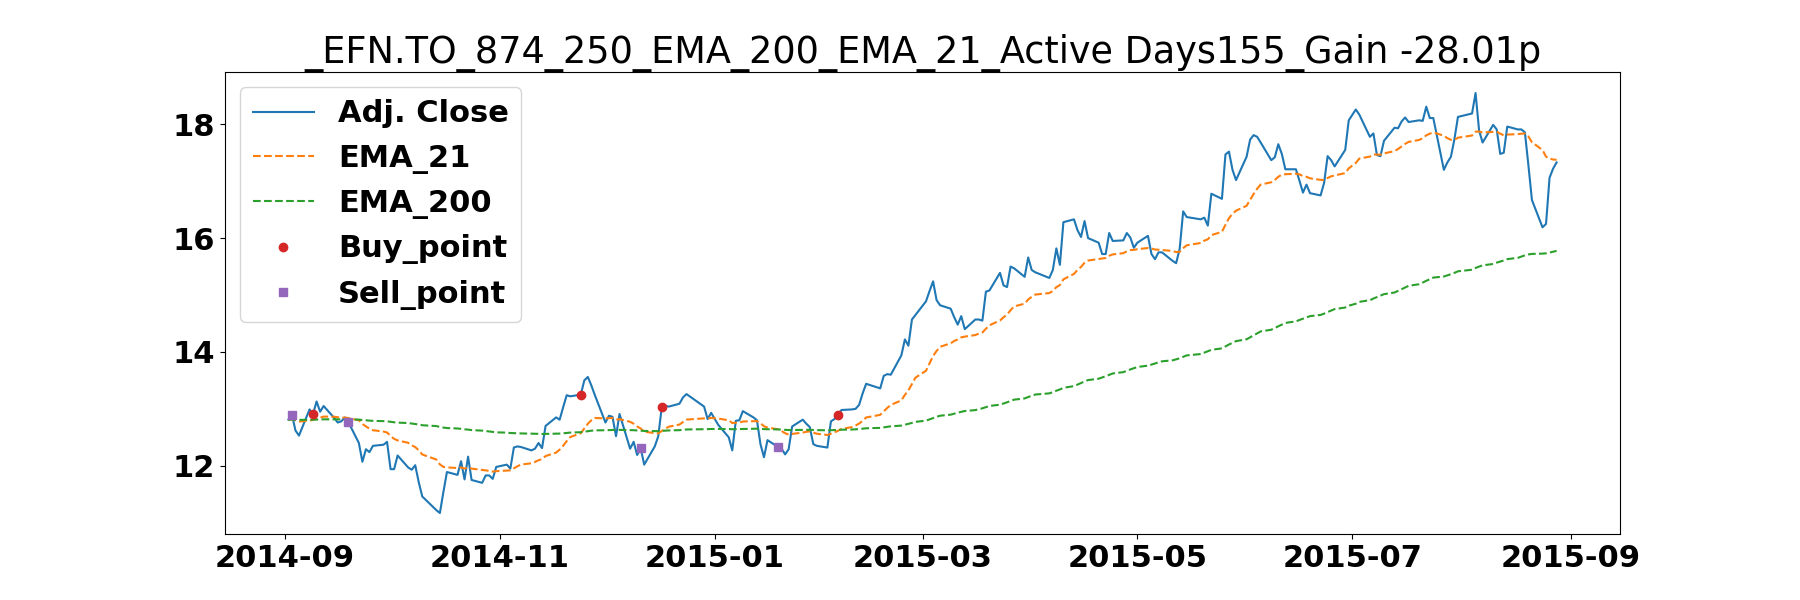 _EFN.TO_874_250_EMA_200_EMA_21_Active Days155_Gain -28.01p
Adj. Close
EMA_21
EMA_200
Buy_point
Sell_point
18
16
14
12
2014-09 2014-11 2015-01 2015-03 2015-05 2015-07 2015-09